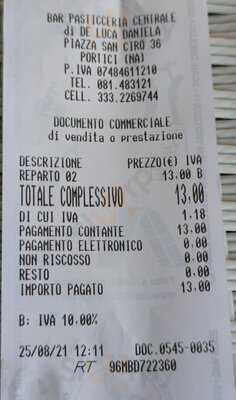 BAR PASTICCERIA CENTRALE
di DE LUCA DANIELA
PIAZZA SAN CIRO 36
PORTICI (NA)
P.IVA 07484611210
TEL. 081.483121
CELL. 333.2269744
DOCUMENTO COMMERCIALE
di vendita o prestazione
DESCRIZIONE PREZZO(€) IVA
REPARTO 02 13.00 B
TOTALE COMPLESSIVO 13,00
DI CUI IVA 1.18
PAGAMENTO CONTANTE 13.00
PAGAMENTO ELETTRONICO 0.00
NON RISCOSSO 0.00
RESTO 0.00
IMPORTO PAGATO 13.00
B: IVA 10.00%
25/08/21 12:11 DOC.0545-0035
RT 96MBD722360